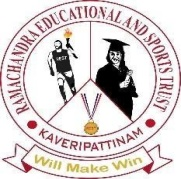 RAMACHANDRA EDUCATIONAL AND SPORTS TRUST
• KAVERIPATTINAM •
Will Make Win